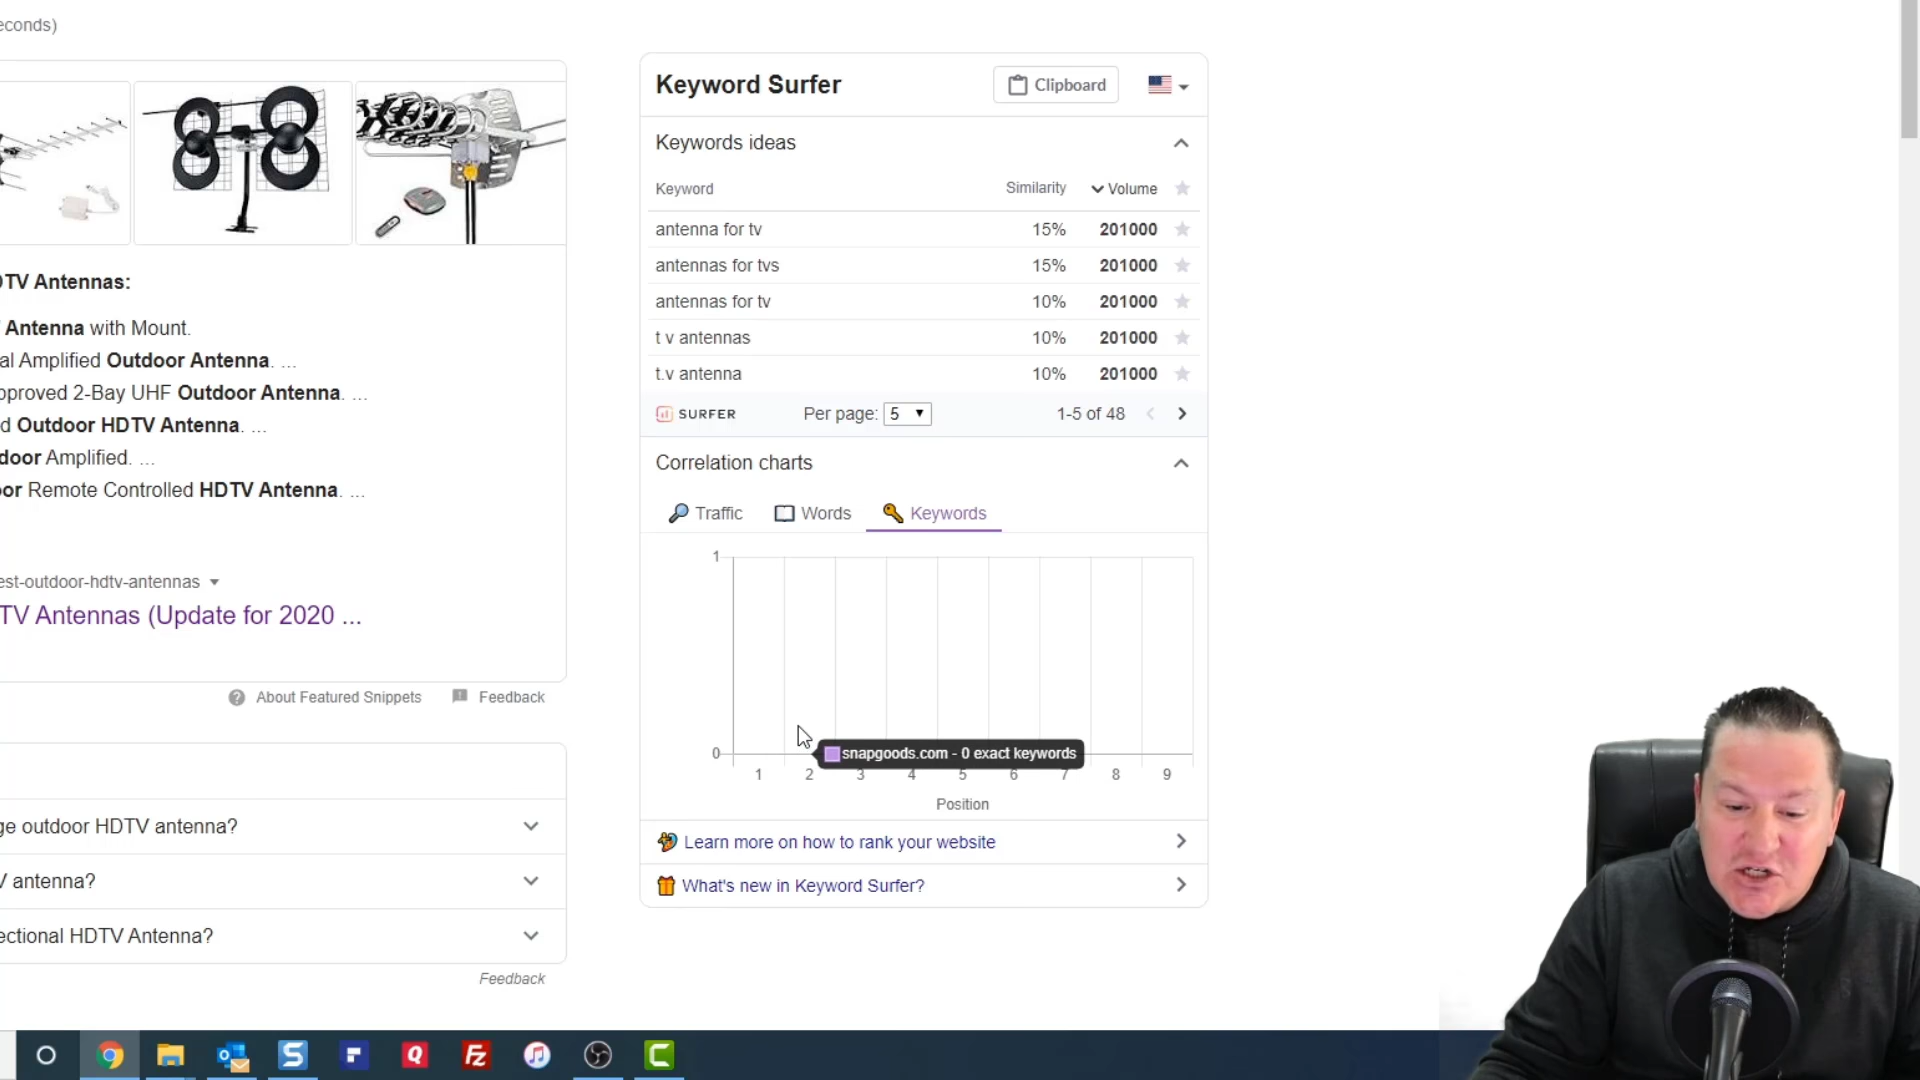 econds)
DTV Antennas:
Antenna with Mount.
al Amplified Outdoor Antenna. ...
pproved 2-Bay UHF Outdoor Antenna. ...
d Outdoor HDTV Antenna. ...
door Amplified. ...
or Remote Controlled HDTV Antenna. ...
est-outdoor-hdtv-antennas
TV Antennas (Update for 2020 ...
About Featured Snippets
Feedback
ge outdoor HDTV antenna?
V antenna?
ectional HDTV Antenna?
Feedback
Keyword Surfer
Clipboard
Keywords ideas
Keyword Similarity Volume
antenna for tv 15% 201000
antennas for tvs 15% 201000
antennas for tv 10% 201000
t v antennas 10% 201000
t.v antenna 10% 201000
SURFER Per page: 5 1-5 of 48
Correlation charts
Traffic Words Keywords
1
0
snapgoods.com - 0 exact keywords
1 2 3 4 5 6 7 8 9
Position
Learn more on how to rank your website
What's new in Keyword Surfer?